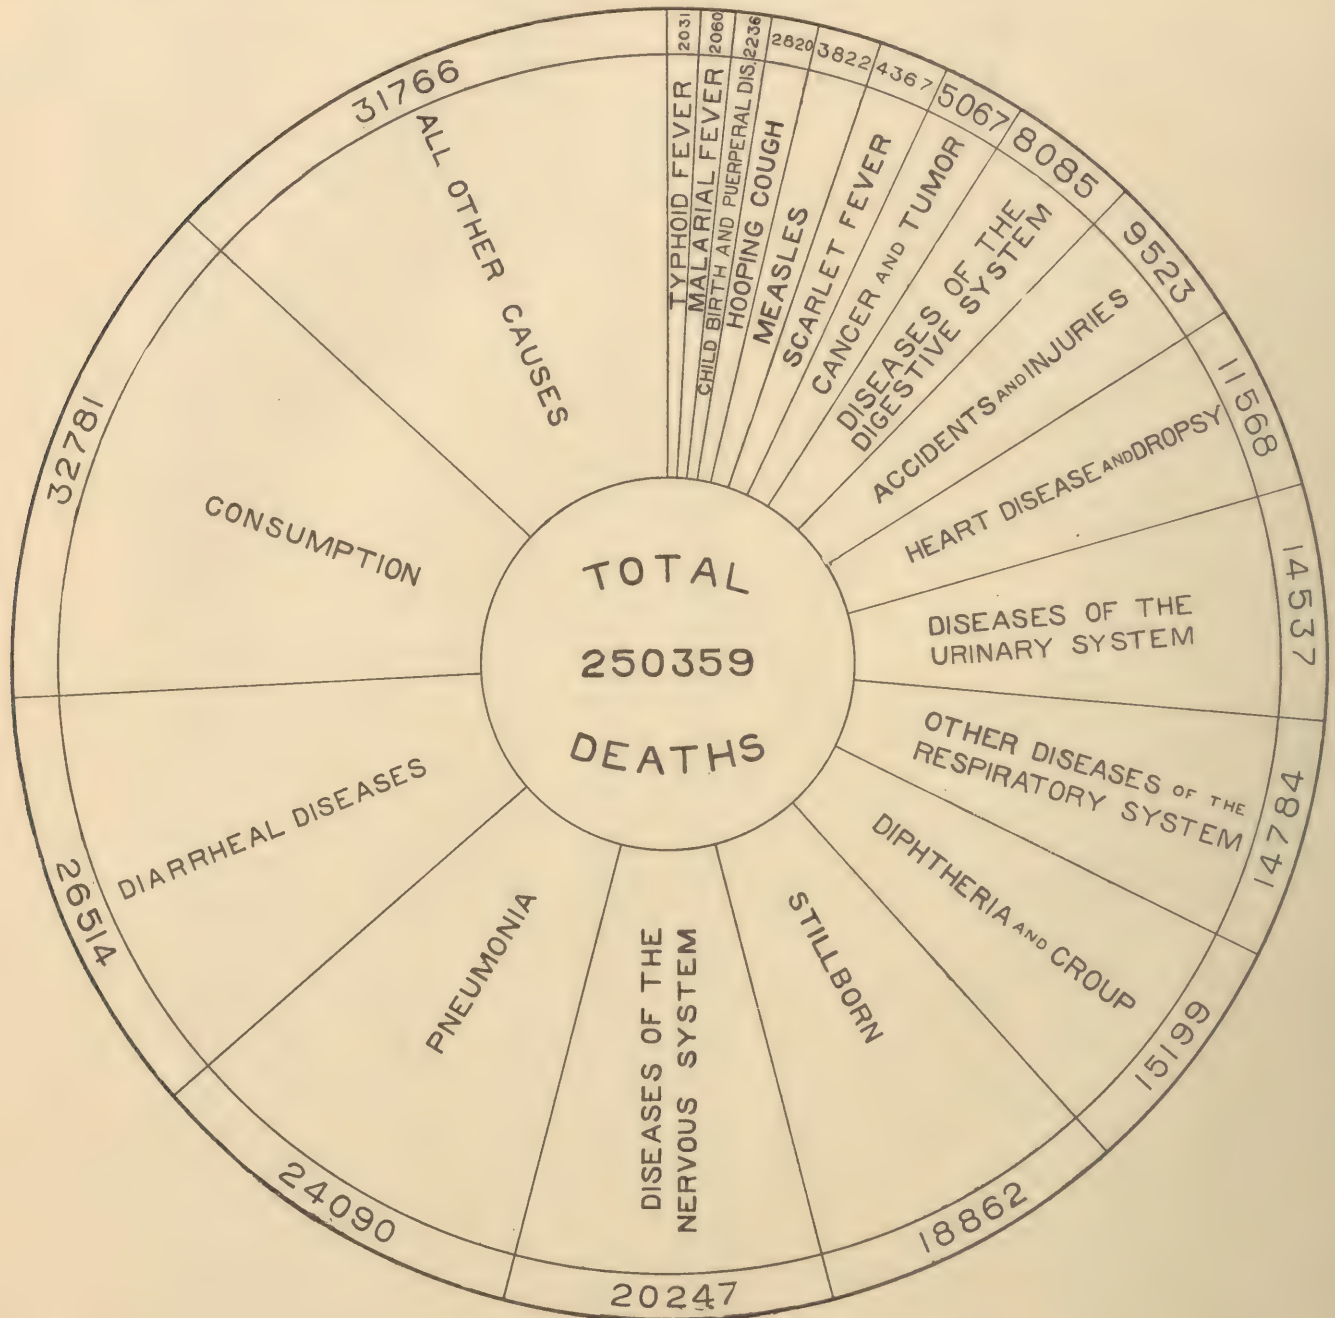 2031
TYPHOID FEVER
2060
MALARIAL FEVER
2236
CHILD BIRTH AND PUERPERAL DIS.
2820
HOOPING COUGH
3822
MEASLES
4367
SCARLET FEVER
5067
CANCER AND TUMOR
8085
DISEASES OF THE
DIGESTIVE SYSTEM
9523
ACCIDENTS AND INJURIES
11568
HEART DISEASE AND DROPSY
14537
DISEASES OF THE
URINARY SYSTEM
14784
OTHER DISEASES OF THE
RESPIRATORY SYSTEM
15199
DIPHTHERIA AND CROUP
18862
STILLBORN
20247
DISEASES OF THE
NERVOUS SYSTEM
24090
PNEUMONIA
26514
DIARRHEAL DISEASES
32781
CONSUMPTION
31766
ALL OTHER CAUSES
TOTAL
250359
DEATHS